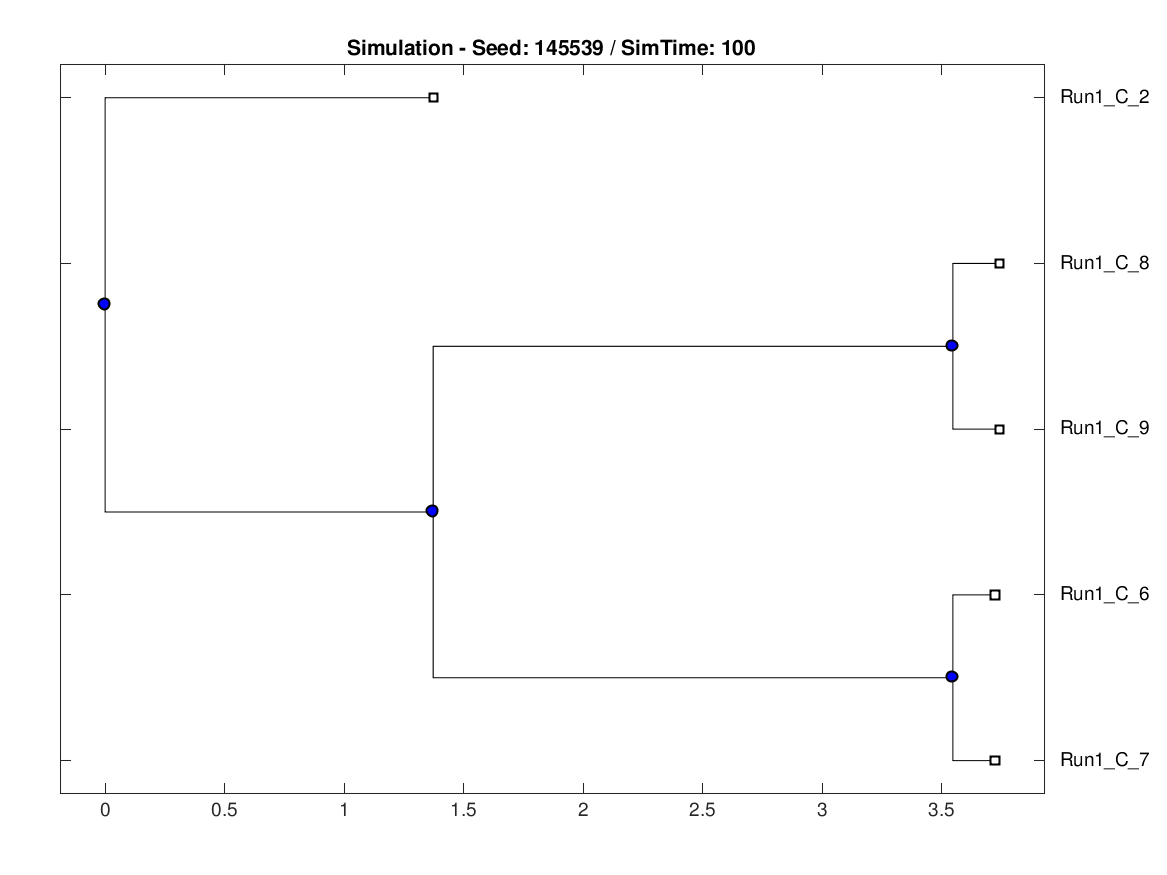 Simulation - Seed: 145539 / SimTime: 100
Run1_C_2
Run1_C_8
Run1_C_9
Run1_C_6
Run1_C_7
0 0.5 1 1.5 2 2.5 3 3.5